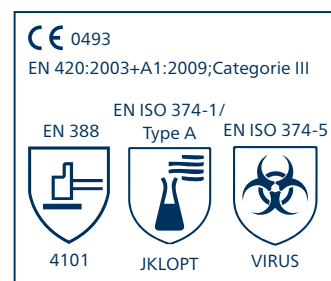 CE 0493
EN 420:2003+A1:2009;Categorie III
EN 388
EN ISO 374-1/
Type A
EN ISO 374-5
4101
JKLOPT
VIRUS